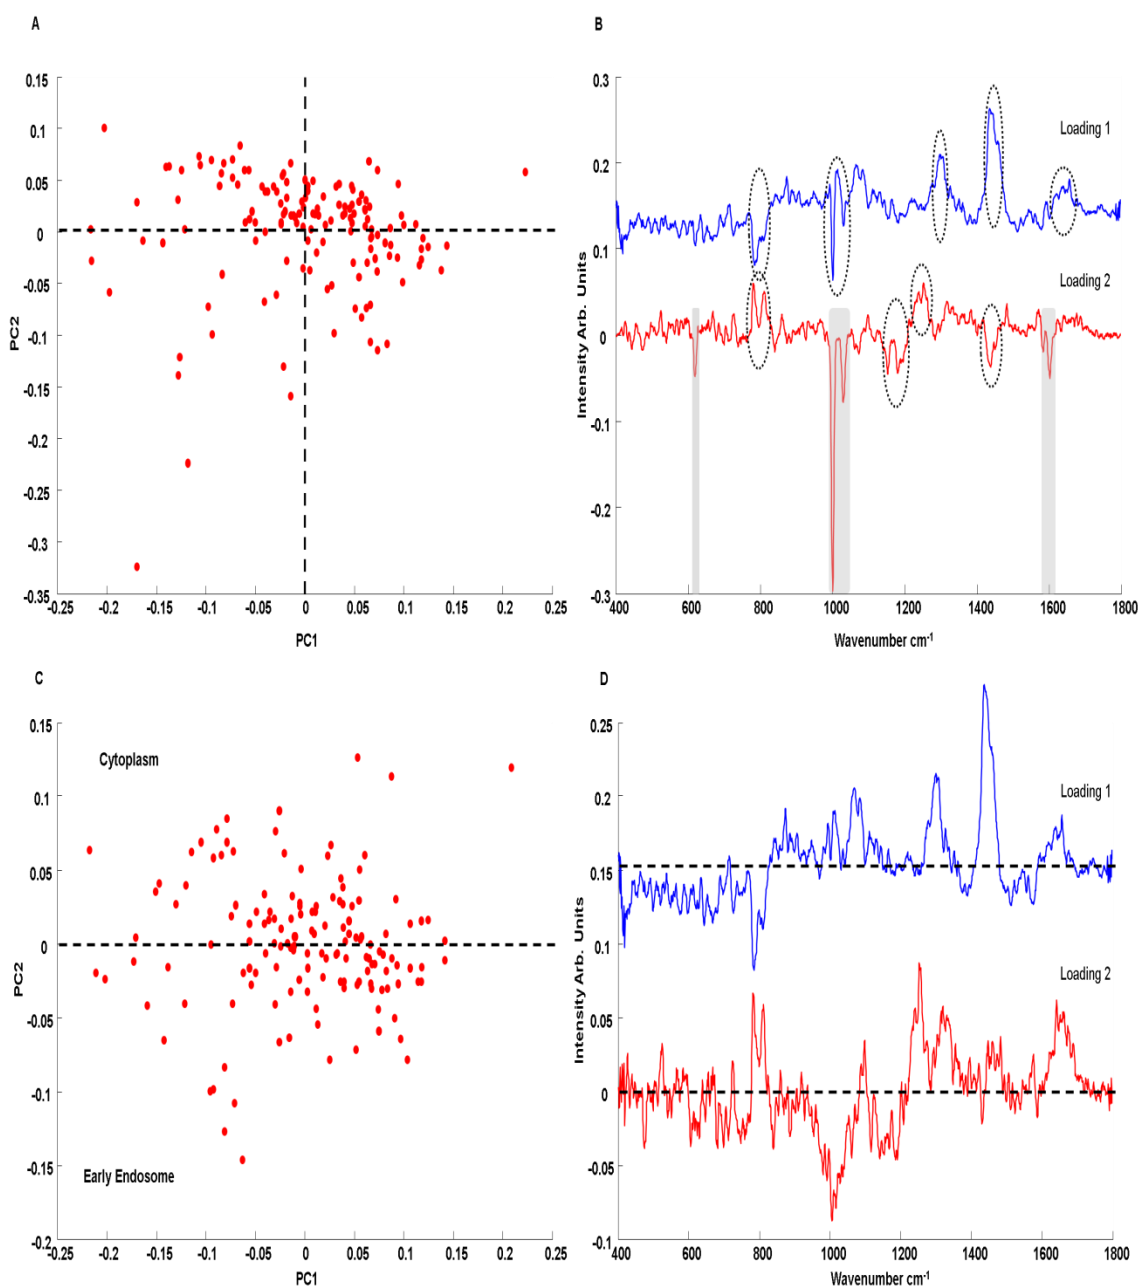 A
0.15
0.1
0.05
0
-0.05
-0.1
-0.15
-0.2
-0.25
-0.3
-0.35
PC2
-0.25 -0.2 -0.15 -0.1 -0.05 0 0.05 0.1 0.15 0.2 0.25
PC1
B
0.3
0.2
0.1
0
-0.1
-0.2
-0.3
Intensity Arb. Units
Loading 1
Loading 2
400 600 800 1000 1200 1400 1600 1800
Wavenumber cm-1
C
0.15
0.1
0.05
0
-0.05
-0.1
-0.15
-0.2
PC2
Cytoplasm
Early Endosome
-0.25 -0.2 -0.15 -0.1 -0.05 0 0.05 0.1 0.15 0.2 0.25
PC1
D
0.25
0.2
0.15
0.1
0.05
0
-0.05
-0.1
Intensity Arb. Units
Loading 1
Loading 2
400 600 800 1000 1200 1400 1600 1800
Wavenumber cm-1